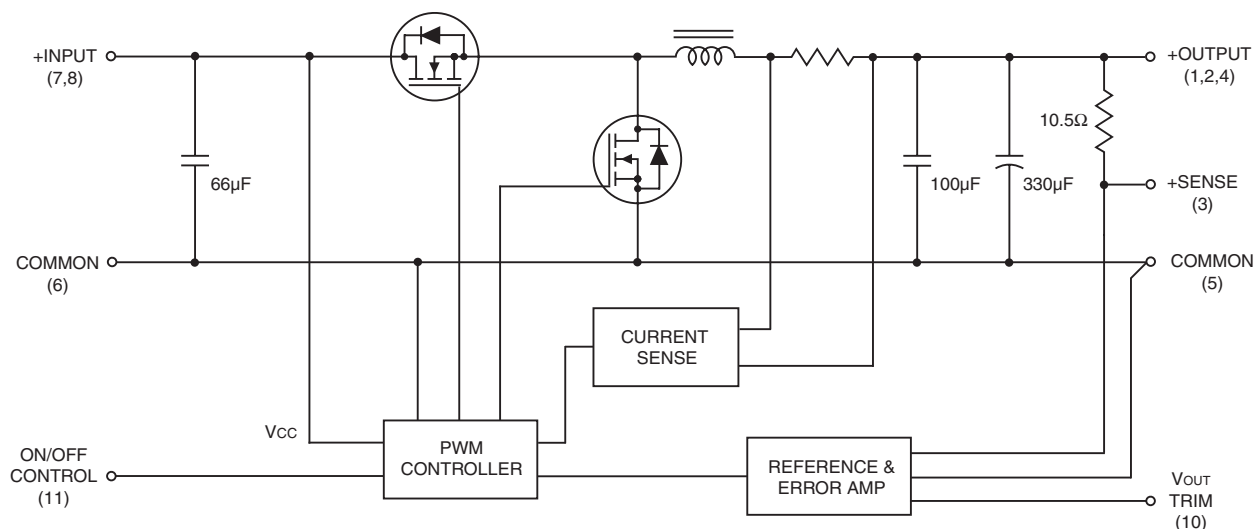 +INPUT
(7,8)
+OUTPUT
(1,2,4)
10.5Ω
66µF
100µF
330µF
+SENSE
(3)
COMMON
(6)
COMMON
(5)
CURRENT
SENSE
VCC
PWM
CONTROLLER
ON/OFF
CONTROL
(11)
REFERENCE &
ERROR AMP
VOUT
TRIM
(10)